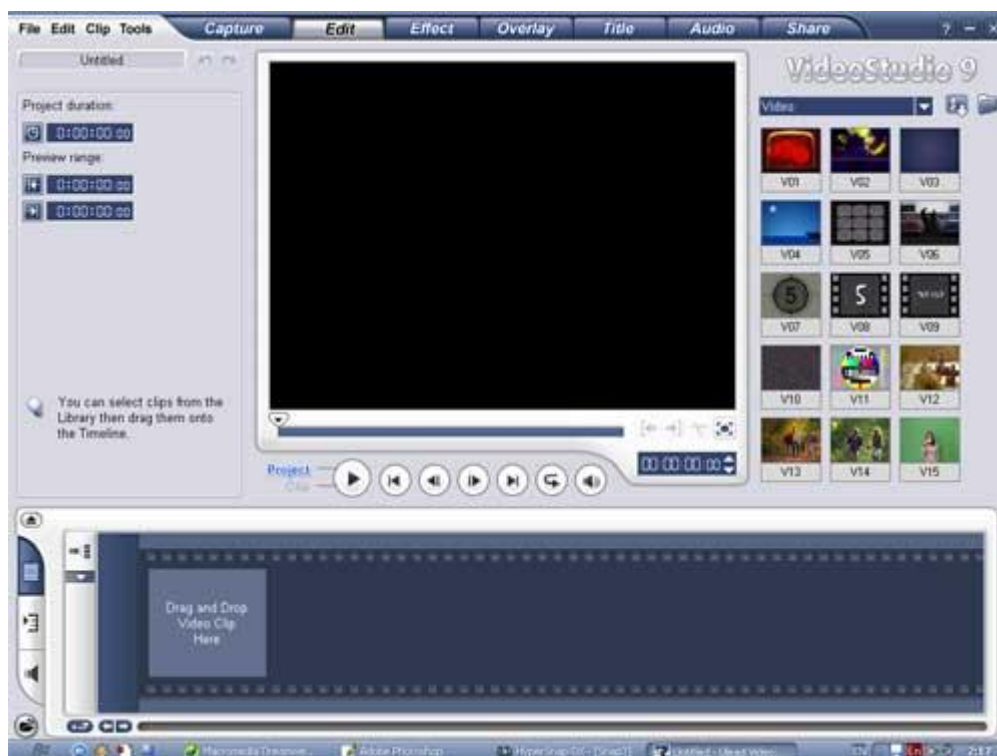 File Edit Clip Tools Capture Edit Effect Overlay Title Audio Share ? – ×
Untitled
VideoStudio 9
Project duration:
0:00:00:00
Preview range:
0:00:00:00
0:00:00:00
You can select clips from the
Library then drag them onto
the Timeline.
Project
Clip
00:00:00:00
Video
V01 V02 V03
V04 V05 V06
5 S
V07 V08 V09
V10 V11 V12
V13 V14 V15
Drag and Drop
Video Clip
Here
Adobe Photoshop
En